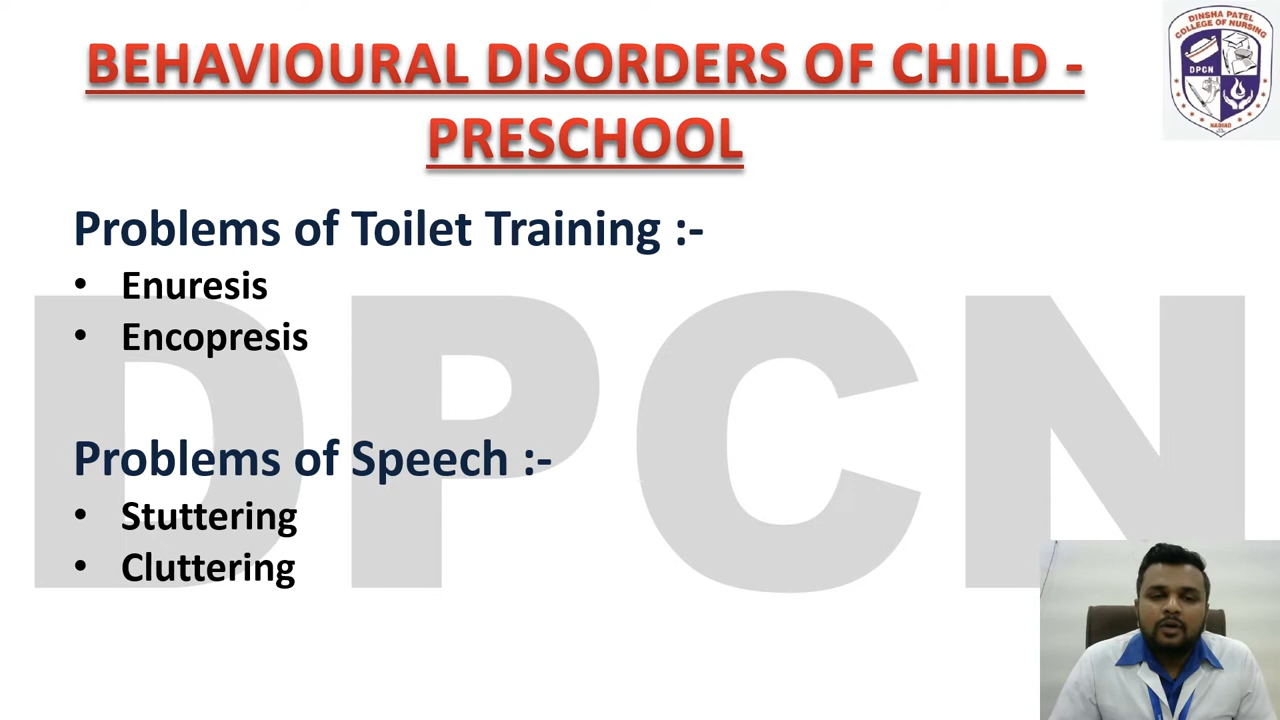 BEHAVIOURAL DISORDERS OF CHILD -
PRESCHOOL
DINSHA PATEL
COLLEGE OF NURSING
DPCN
NADIAD
Problems of Toilet Training :-
• Enuresis
• Encopresis
Problems of Speech :-
• Stuttering
• Cluttering
DPCN